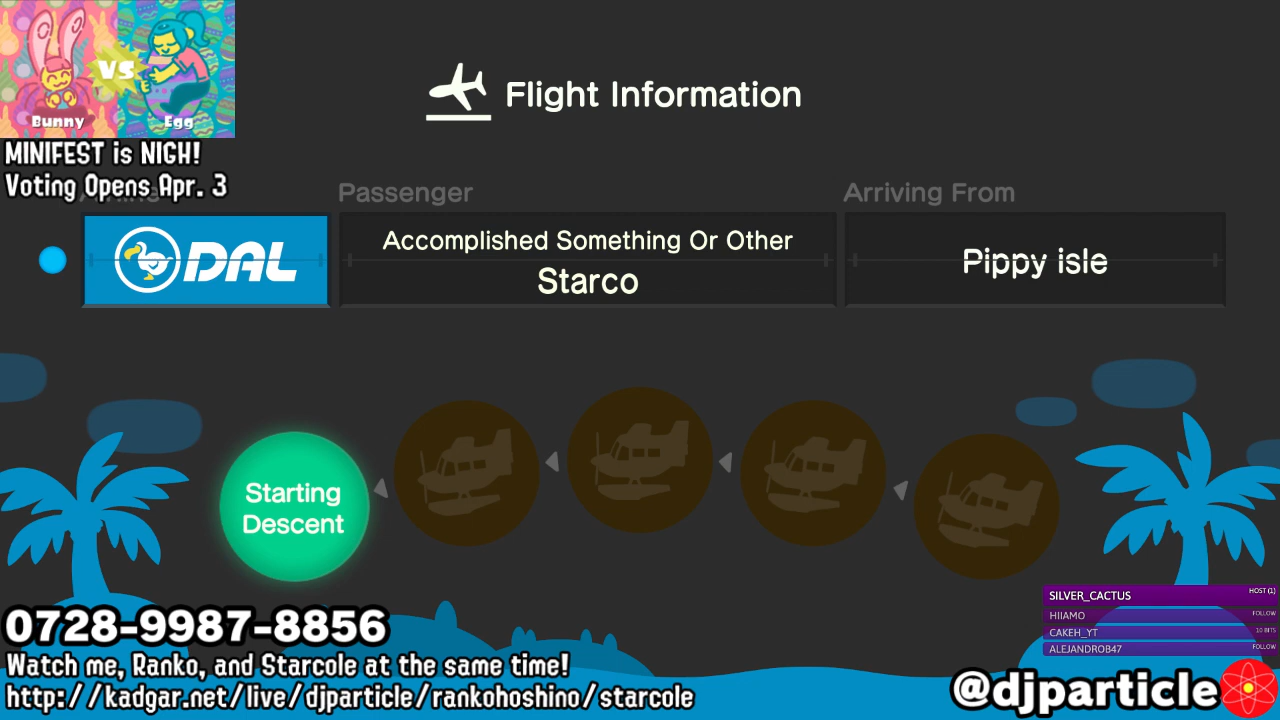 Bunny
VS
Egg
MINIFEST is NIGH!
Voting Opens Apr. 3
Flight Information
Passenger
Arriving From
DAL
Accomplished Something Or Other
Starco
Pippy isle
Starting
Descent
0728-9987-8856
Watch me, Ranko, and Starcole at the same time!
http://kadgar.net/live/djparticle/rankohoshino/starcole
SILVER_CACTUS HOST (1)
HIIAMO FOLLOW
CAKEH_YT 10 BITS
ALEJANDROB47 FOLLOW
@djparticle